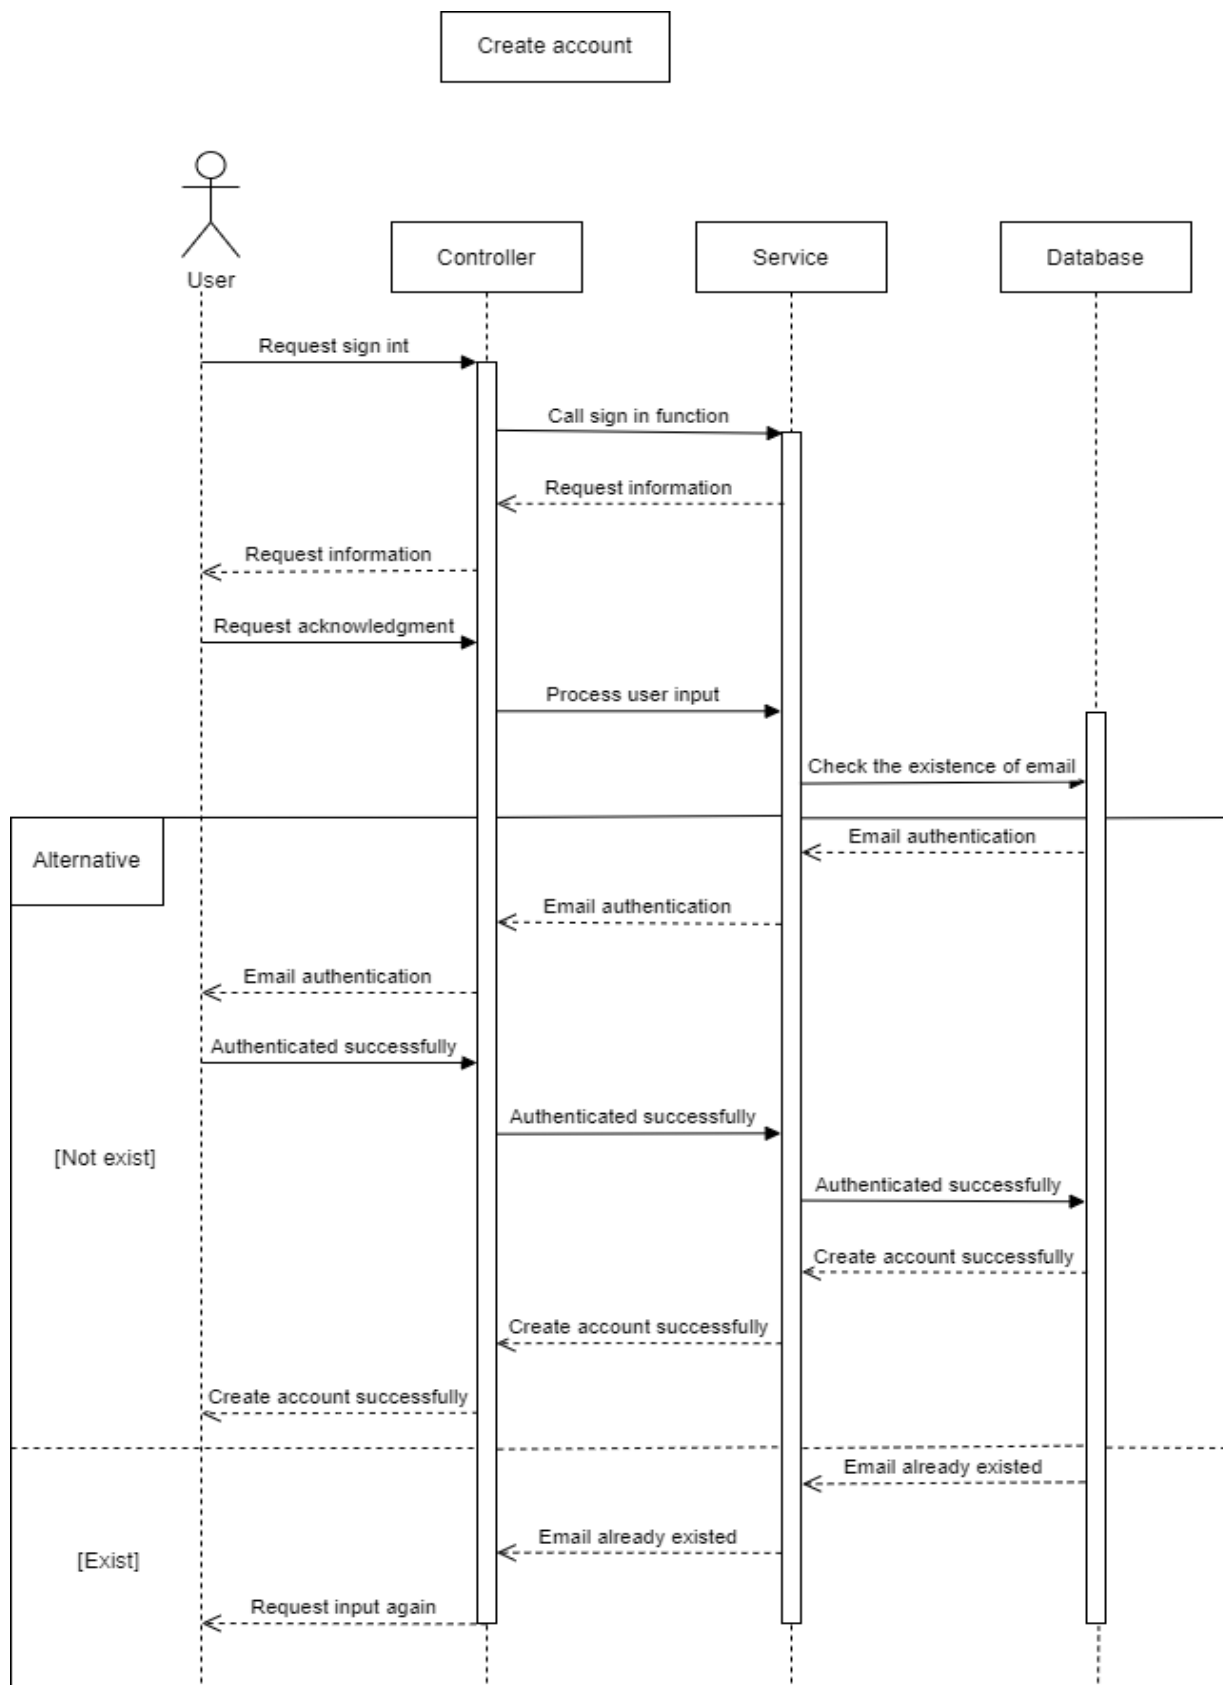 Create account
User
Controller
Service
Database
Request sign int
Call sign in function
Request information
Request information
Request acknowledgment
Process user input
Check the existence of email
Alternative
Email authentication
Email authentication
Email authentication
Authenticated successfully
Authenticated successfully
[Not exist]
Authenticated successfully
Create account successfully
Create account successfully
Create account successfully
Email already existed
Email already existed
[Exist]
Request input again